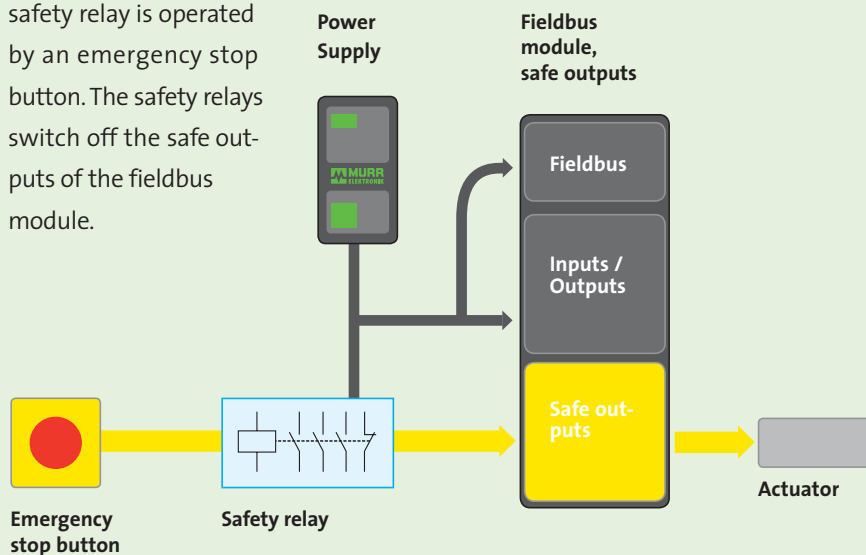 safety relay is operated
by an emergency stop
button. The safety relays
switch off the safe out-
puts of the fieldbus
module.
Power
Supply
Fieldbus
module,
safe outputs
MURR
ELEKTRONIK
Fieldbus
Inputs /
Outputs
Safe out-
puts
Emergency
stop button
Safety relay
Actuator